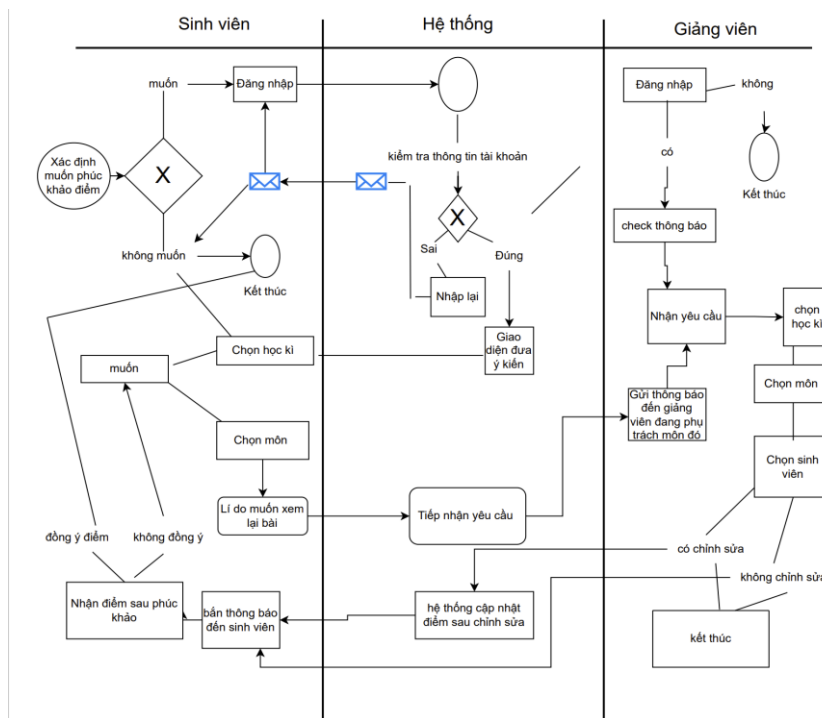 Sinh viên
Hệ thống
Giảng viên
muốn
Đăng nhập
Đăng nhập
không
Xác định
muốn phúc
khảo điểm
X
kiểm tra thông tin tài khoản
có
Kết thúc
X
check thông báo
không muốn
Sai
Đúng
Kết thúc
Nhập lại
Nhận yêu cầu
chọn
học kì
Chọn học kì
Giao
diện đưa
ý kiến
muốn
Chọn môn
Gửi thông báo
đến giảng
viên đang phụ
trách môn đó
Chọn môn
Chọn sinh
viên
Lí do muốn xem
lại bài
Tiếp nhận yêu cầu
đồng ý điểm
không đồng ý
có chỉnh sửa
không chỉnh sửa
Nhận điểm sau phúc
khảo
bắn thông báo
đến sinh viên
hệ thống cập nhật
điểm sau chỉnh sửa
kết thúc